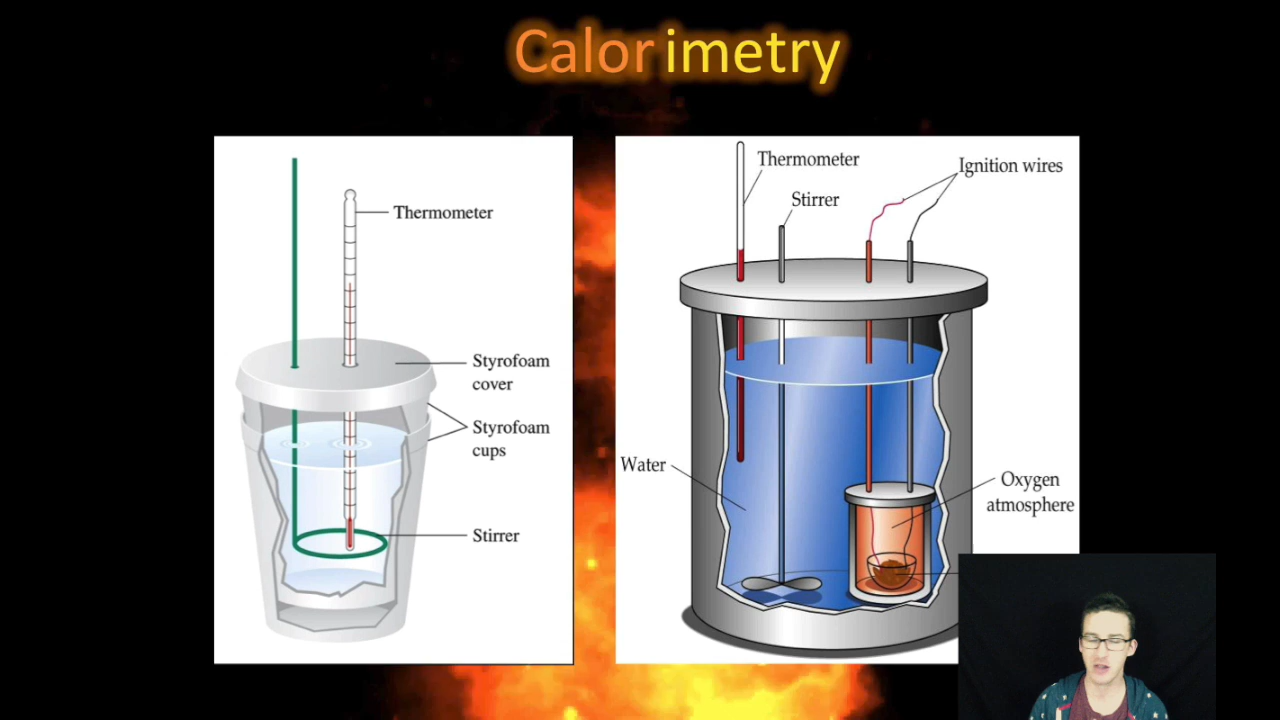 Calorimetry
Thermometer
Styrofoam
cover
Styrofoam
cups
Stirrer
Thermometer
Stirrer
Ignition wires
Water
Oxygen
atmosphere